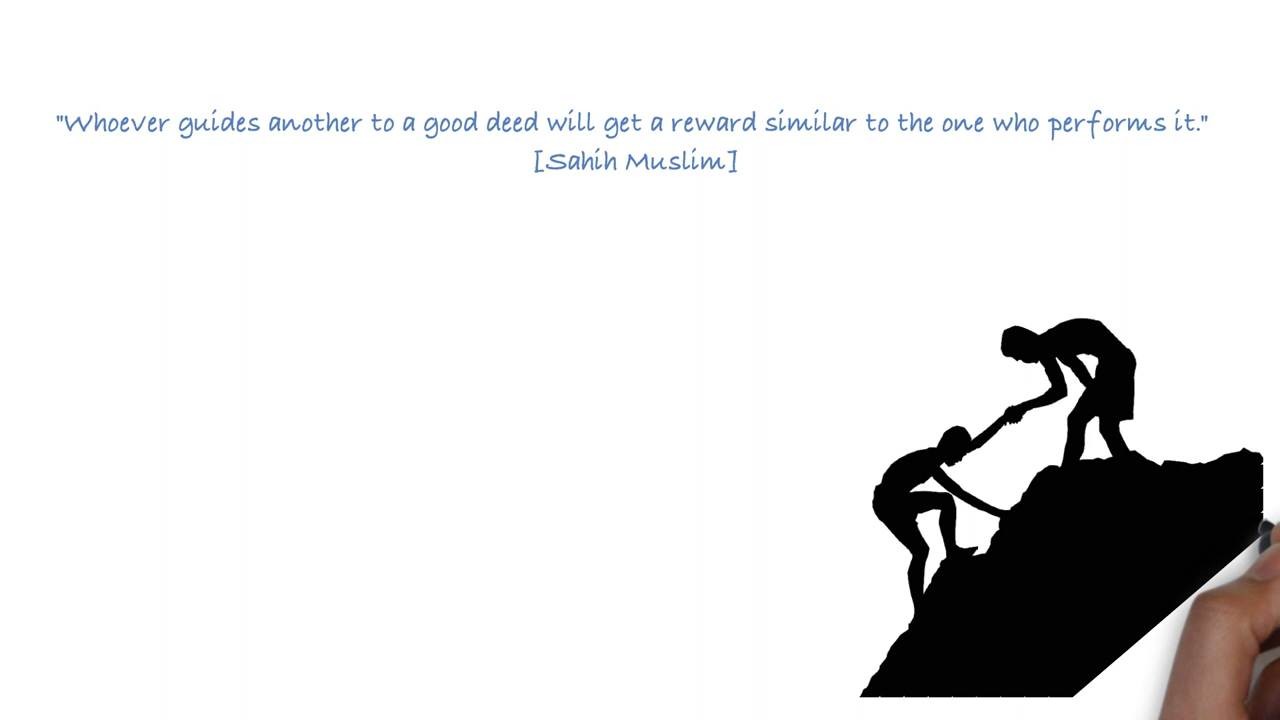 "Whoever guides another to a good deed will get a reward similar to the one who performs it."
[Sahih Muslim]